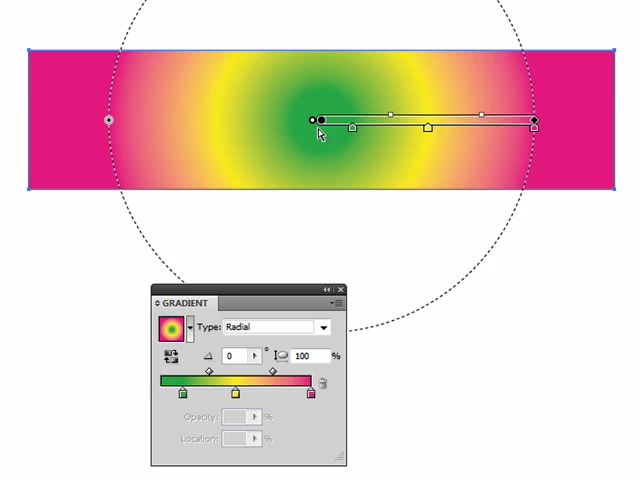 GRADIENT
Type: Radial
0 ° 100 %
Opacity: %
Location: %